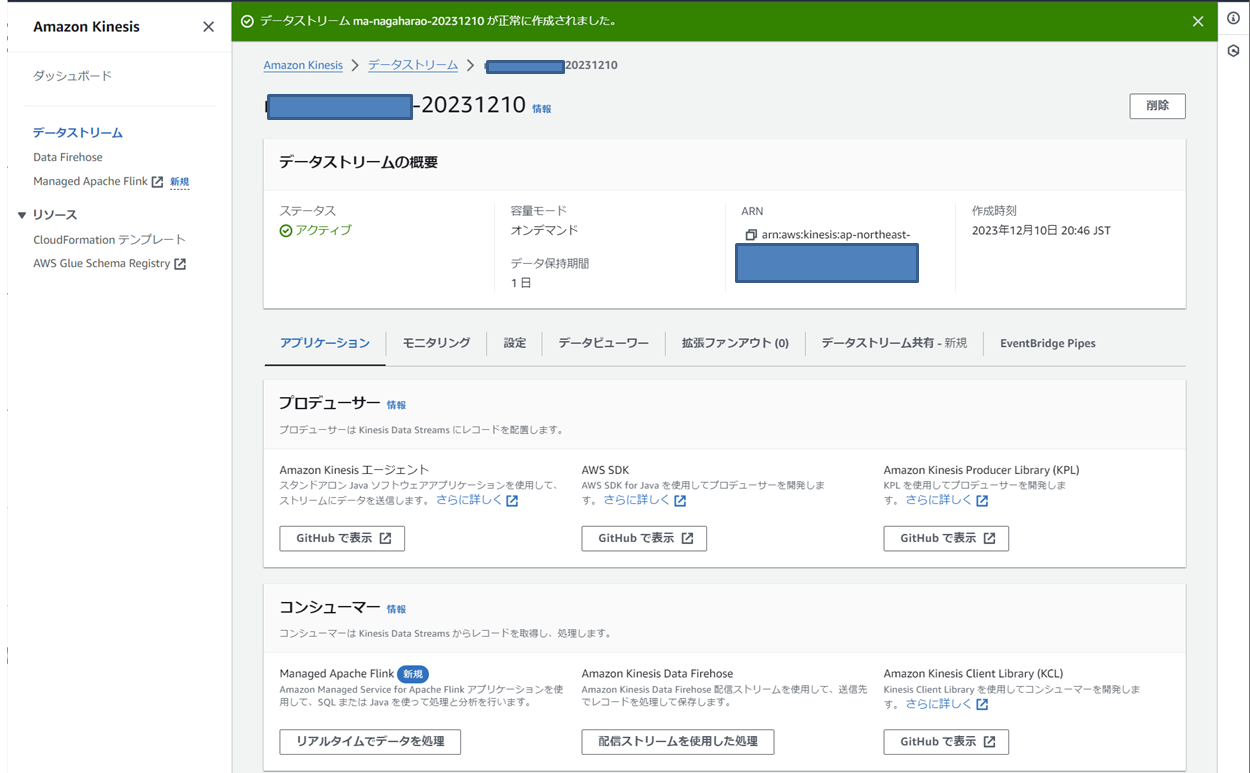 Amazon Kinesis
データストリーム ma-nagaharao-20231210 が正常に作成されました。
ダッシュボード
データストリーム
Data Firehose
Managed Apache Flink 新規
リソース
CloudFormation テンプレート
AWS Glue Schema Registry
Amazon Kinesis データストリーム 20231210
-20231210 情報
削除
データストリームの概要
ステータス
アクティブ
容量モード
オンデマンド
データ保持期間
1 日
ARN
arn:aws:kinesis:ap-northeast-
作成時刻
2023年12月10日 20:46 JST
アプリケーション モニタリング 設定 データビューワー 拡張ファンアウト (0) データストリーム共有 - 新規 EventBridge Pipes
プロデューサー 情報
プロデューサーは Kinesis Data Streams にレコードを配置します。
Amazon Kinesis エージェント
スタンドアロン Java ソフトウェアアプリケーションを使用して、
ストリームにデータを送信します。 さらに詳しく
GitHub で表示
AWS SDK
AWS SDK for Java を使用してプロデューサーを開発しま
す。 さらに詳しく
GitHub で表示
Amazon Kinesis Producer Library (KPL)
KPL を使用してプロデューサーを開発しま
す。 さらに詳しく
GitHub で表示
コンシューマー 情報
コンシューマーは Kinesis Data Streams からレコードを取得し、処理します。
Managed Apache Flink 新規
Amazon Managed Service for Apache Flink アプリケーションを使
用して、SQL または Java を使って処理と分析を行います。
リアルタイムでデータを処理
Amazon Kinesis Data Firehose
Amazon Kinesis Data Firehose 配信ストリームを使用して、送信先
でレコードを処理して保存します。
配信ストリームを使用した処理
Amazon Kinesis Client Library (KCL)
Kinesis Client Library を使用してコンシューマーを開発しま
す。 さらに詳しく
GitHub で表示